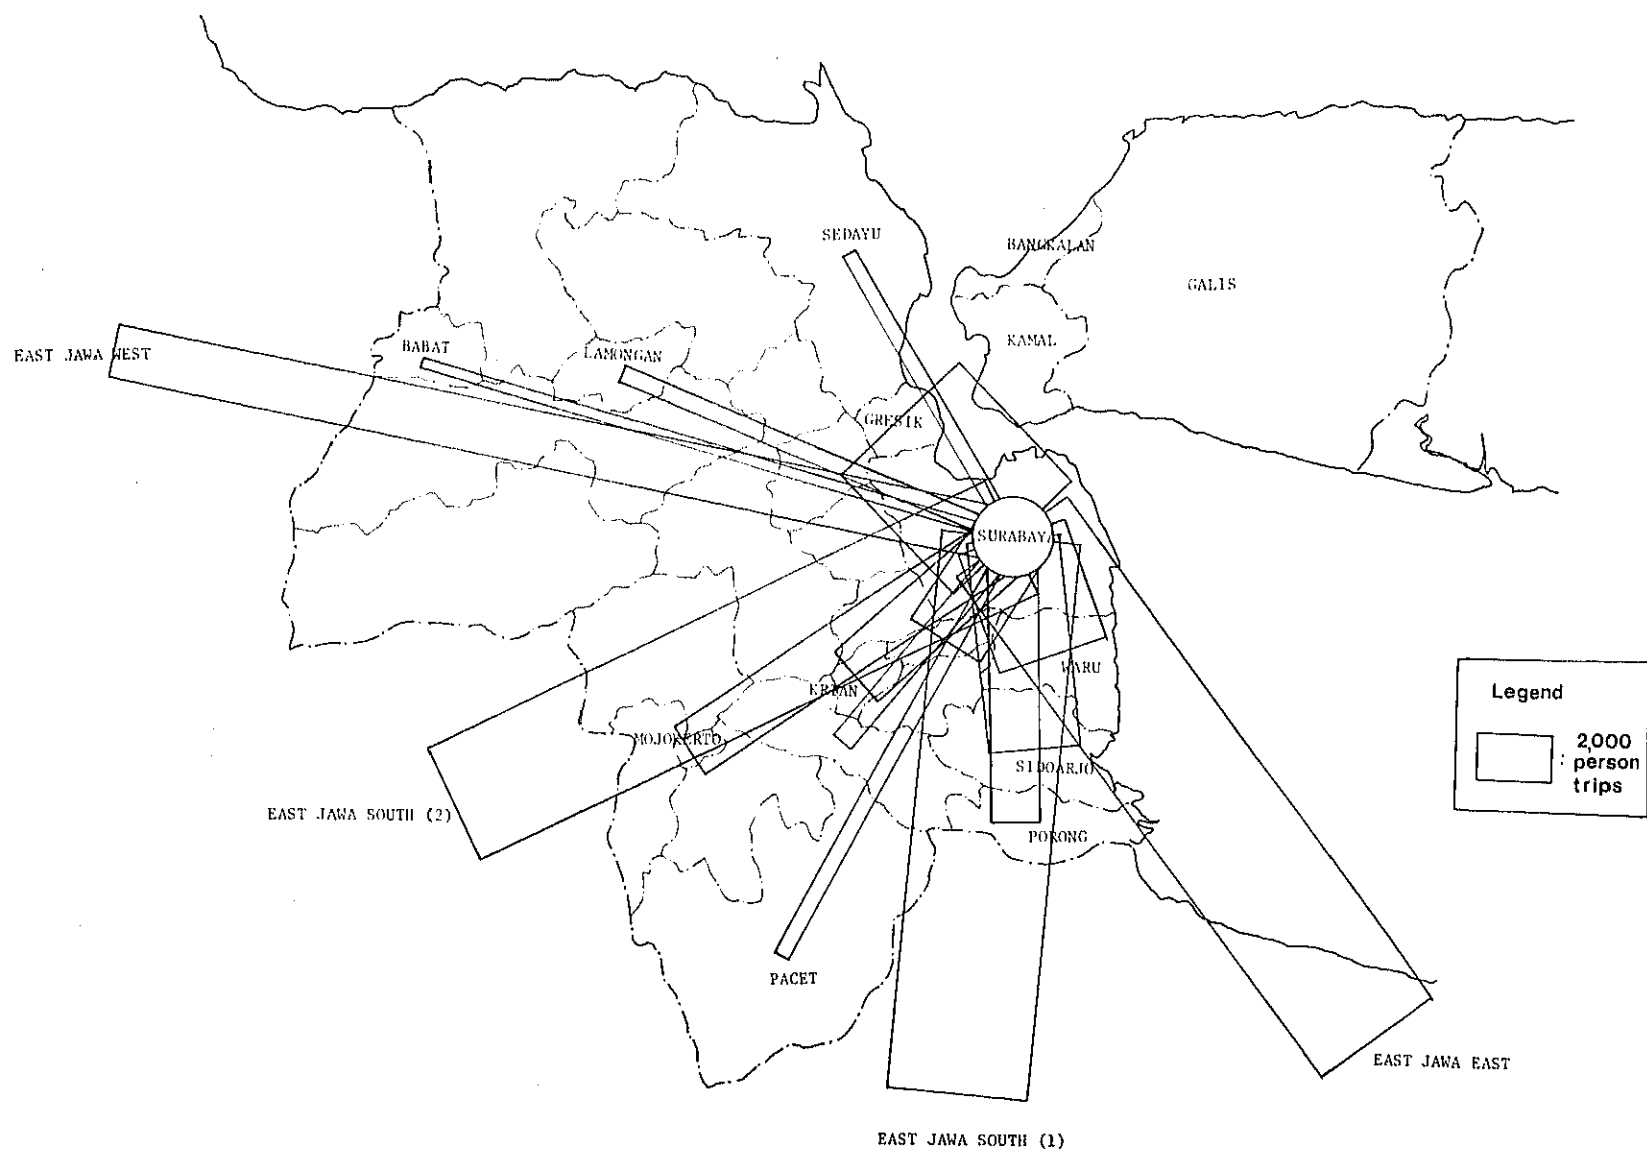 SEDAYU
BANGKALAN
GALIS
KAMAL
EAST JAWA WEST
BABAT
LAMONGAN
GRESIK
SURABAYA
WARU
KRIAN
MOJOKERTO
SIDOARJO
EAST JAWA SOUTH (2)
PORONG
PACET
EAST JAWA EAST
EAST JAWA SOUTH (1)
Legend
: 2,000
person
trips